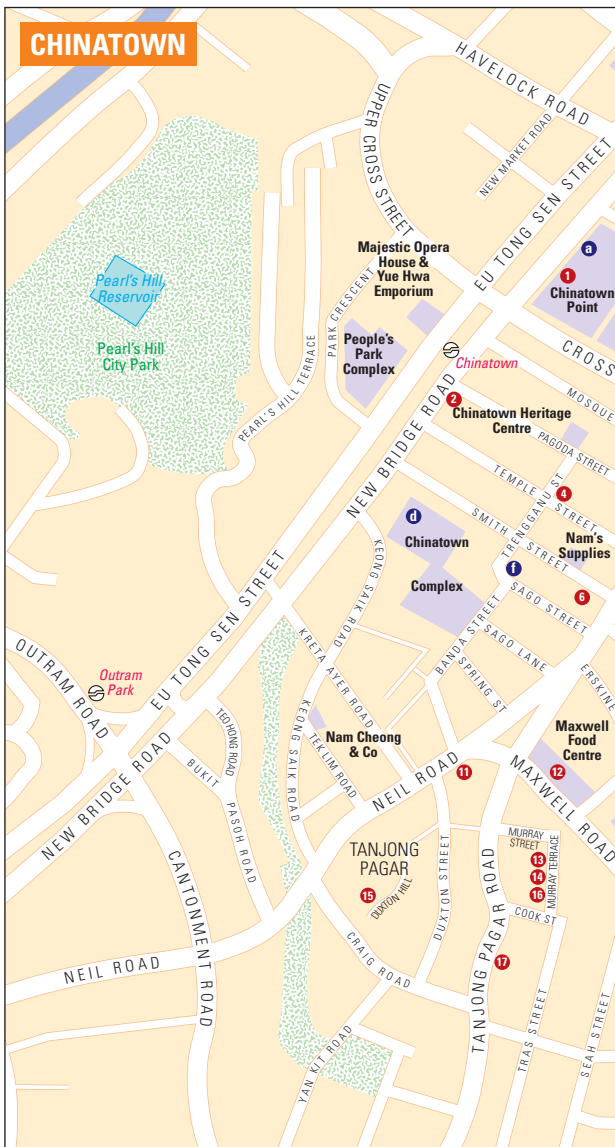 CHINATOWN
HAVELOCK ROAD
UPPER CROSS STREET
NEW MARKET ROAD
EU TONG SEN STREET
a
1
Chinatown
Point
Majestic Opera
House &
Yue Hwa
Emporium
Pearl's Hill
Reservoir
Pearl's Hill
City Park
PARK CRESCENT
People's
Park
Complex
Chinatown
CROSS
MOSQUE
PEARL'S HILL TERRACE
2
Chinatown Heritage
Centre
PAGODA STREET
NEW BRIDGE ROAD
TEMPLE STREET
TRENGGANU ST
4
SMITH STREET
Nam's
Supplies
d
Chinatown
Complex
f
6
SAGO STREET
KEONG SAIK ROAD
BANDA STREET
SAGO LANE
SPRING ST
ERSKINE
EU TONG SEN STREET
OUTRAM ROAD
Outram
Park
KRETA AYER ROAD
TEO HONG ROAD
KEONG SAIK ROAD
Nam Cheong
& Co
TEK LIM ROAD
NEIL ROAD
11
Maxwell
Food
Centre
12
MAXWELL ROAD
BUKIT PASOH ROAD
NEW BRIDGE ROAD
TANJONG
PAGAR
15
DUXTON HILL
DUXTON STREET
MURRAY
STREET
13
14
16
MURRAY TERRACE
COOK ST
CANTONMENT ROAD
NEIL ROAD
CRAIG ROAD
TANJONG PAGAR ROAD
17
YAN KIT ROAD
TRAS STREET
SEAH STREET